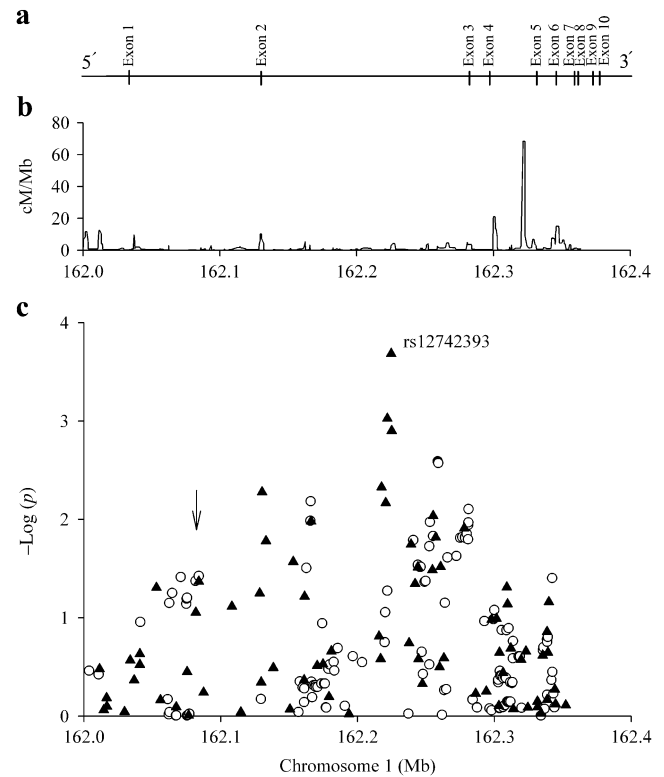 a
Exon 1
Exon 2
Exon 3
Exon 4
Exon 5
Exon 6
Exon 7
Exon 8
Exon 9
Exon 10
5´
3´
b
80
60
40
20
0
cM/Mb
162.0
162.1
162.2
162.3
162.4
c
4
3
2
1
0
–Log (p)
rs12742393
162.0
162.1
162.2
162.3
162.4
Chromosome 1 (Mb)